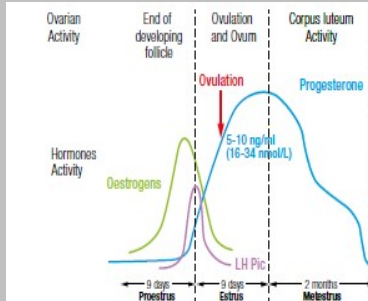 Ovarian
Activity
End of
developing
follicle
Ovulation
and Ovum
Corpus luteum
Activity
Ovulation
Progesterone
5-10 ng/ml
(16-34 nmol/L)
Hormones
Activity
Oestrogens
LH Pic
9 days
Proestrus
9 days
Estrus
2 months
Metestrus